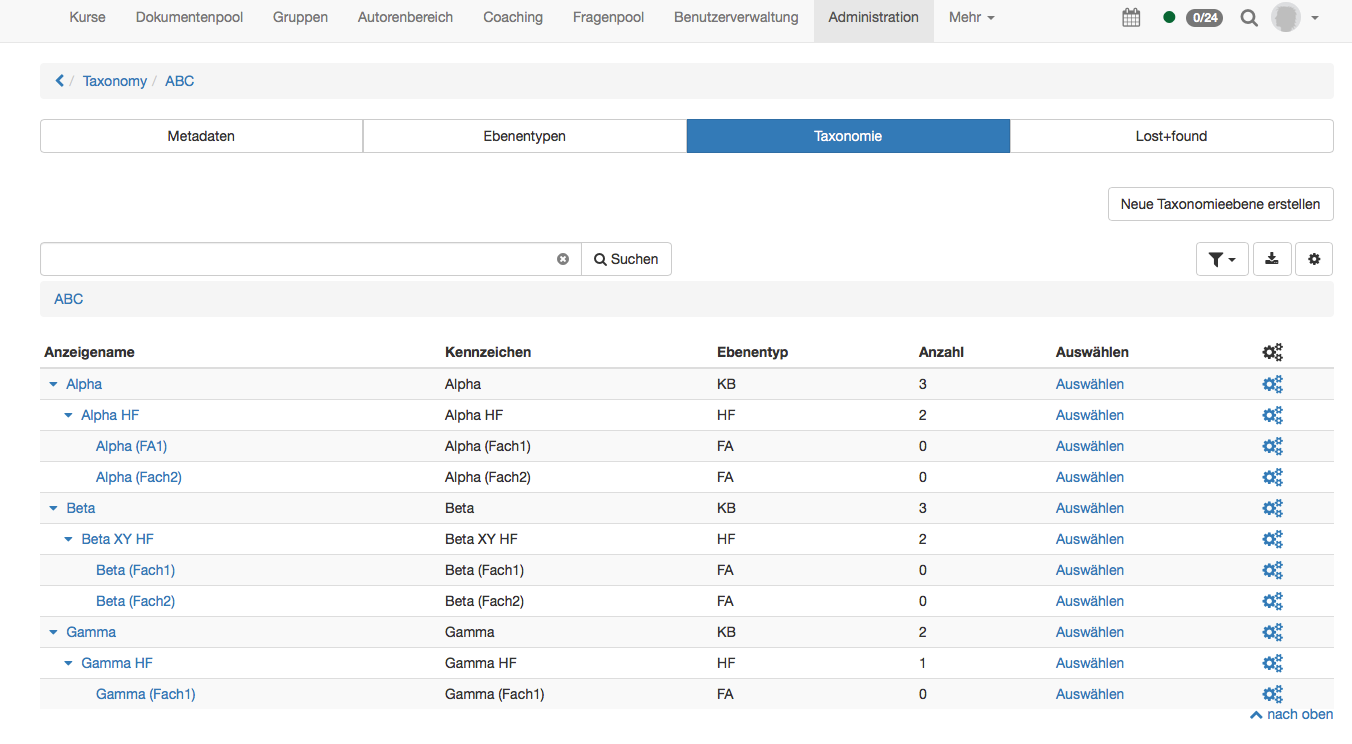 Kurse Dokumentenpool Gruppen Autorenbereich Coaching Fragenpool Benutzerverwaltung Administration Mehr 0/24
/ Taxonomy / ABC
Metadaten Ebenentypen Taxonomie Lost+found
Neue Taxonomieebene erstellen
Suchen
ABC
Anzeigename Kennzeichen Ebenentyp Anzahl Auswählen
Alpha Alpha KB 3 Auswählen
Alpha HF Alpha HF HF 2 Auswählen
Alpha (FA1) Alpha (Fach1) FA 0 Auswählen
Alpha (Fach2) Alpha (Fach2) FA 0 Auswählen
Beta Beta KB 3 Auswählen
Beta XY HF Beta XY HF HF 2 Auswählen
Beta (Fach1) Beta (Fach1) FA 0 Auswählen
Beta (Fach2) Beta (Fach2) FA 0 Auswählen
Gamma Gamma KB 2 Auswählen
Gamma HF Gamma HF HF 1 Auswählen
Gamma (Fach1) Gamma (Fach1) FA 0 Auswählen
nach oben